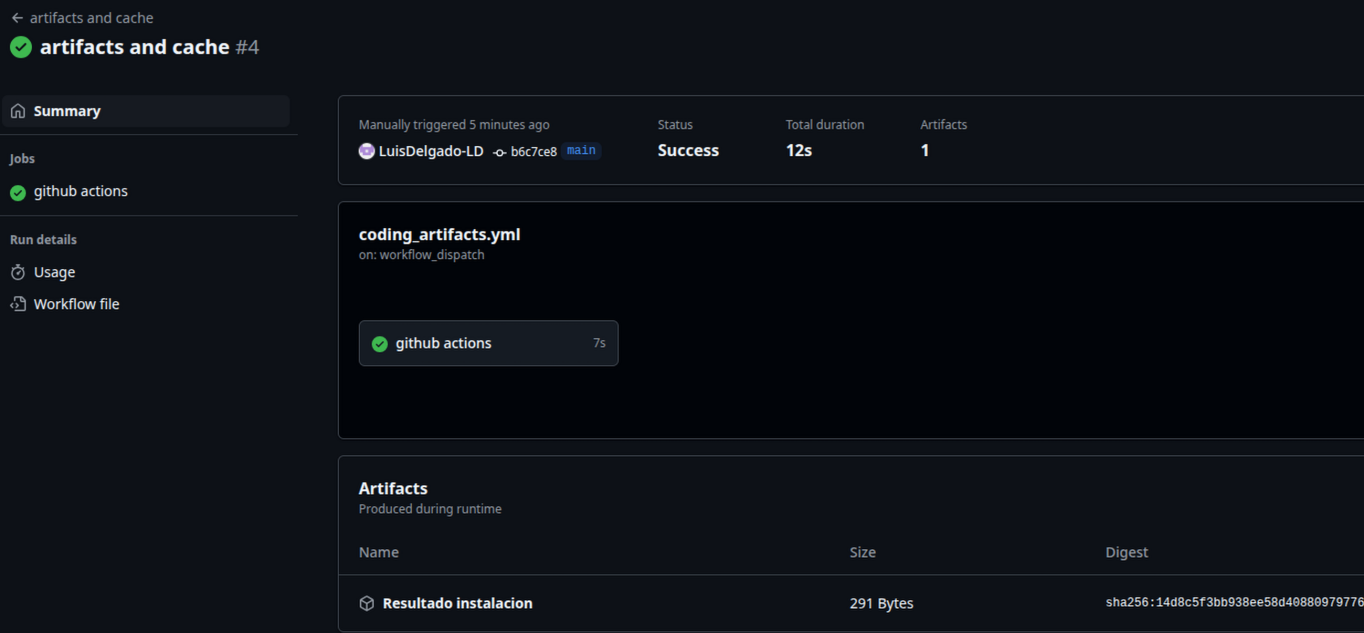 artifacts and cache
artifacts and cache #4
Summary
Jobs
github actions
Run details
Usage
Workflow file
Manually triggered 5 minutes ago
LuisDelgado-LD b6c7ce8 main
Status
Success
Total duration
12s
Artifacts
1
coding_artifacts.yml
on: workflow_dispatch
github actions 7s
Artifacts
Produced during runtime
Name Size Digest
Resultado instalacion 291 Bytes sha256:14d8c5f3bb938ee58d40880979776